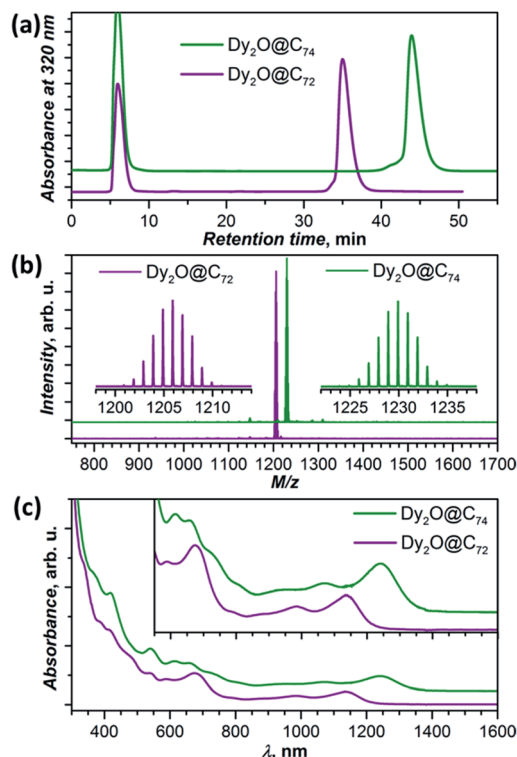 (a)
Dy₂O@C₇₄
Dy₂O@C₇₂
Absorbance at 320 nm
0 10 20 30 40 50
Retention time, min
(b)
Dy₂O@C₇₂
Dy₂O@C₇₄
Intensity, arb. u.
1200 1205 1210
1225 1230 1235
800 900 1000 1100 1200 1300 1400 1500 1600 1700
M/z
(c)
Dy₂O@C₇₄
Dy₂O@C₇₂
Absorbance, arb. u.
400 600 800 1000 1200 1400 1600
λ, nm